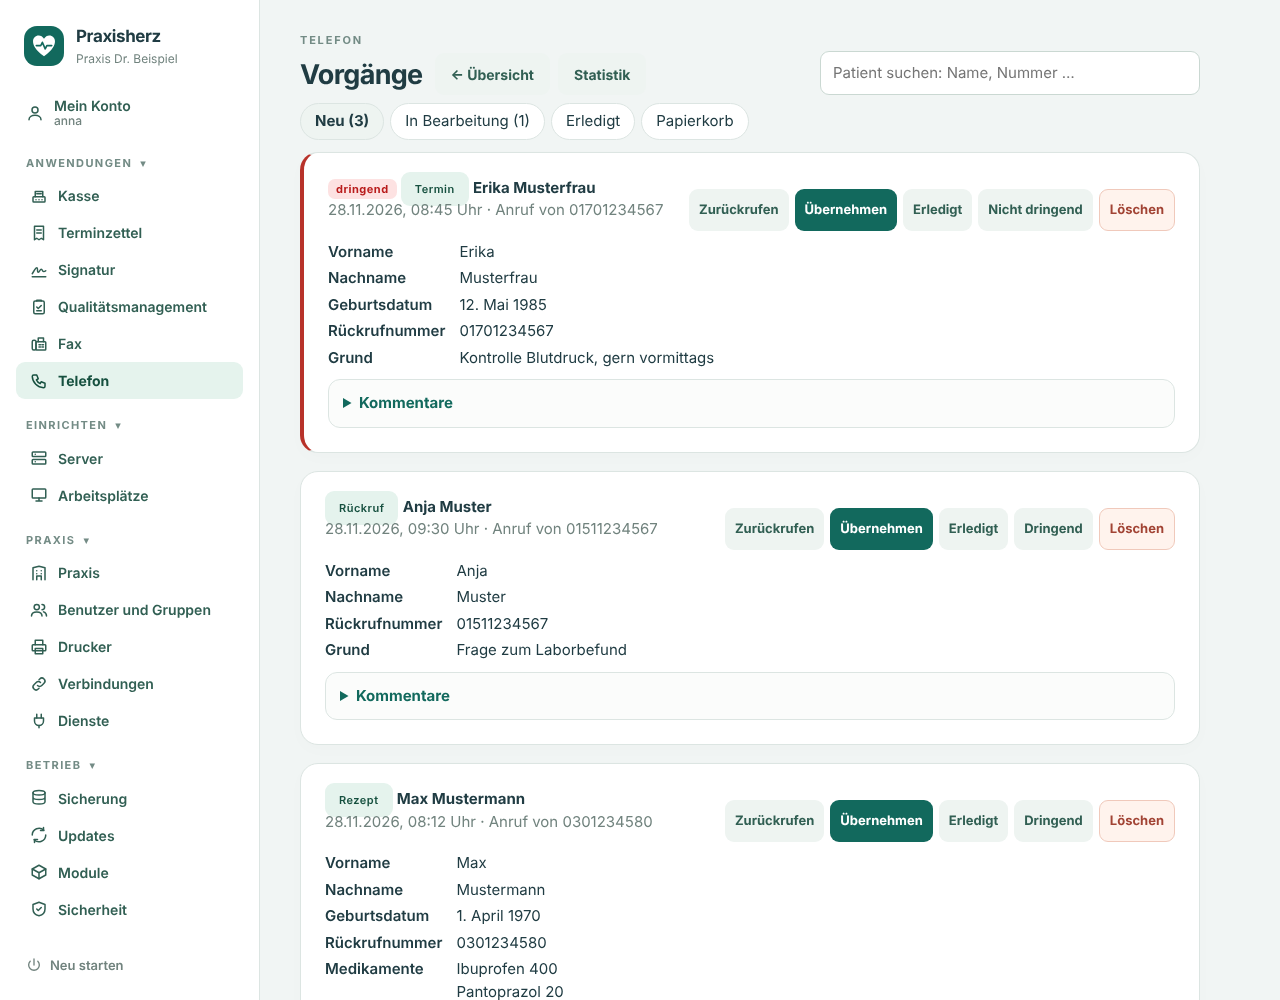 Praxisherz
Praxis Dr. Beispiel
Mein Konto
anna
ANWENDUNGEN ▾
Kasse
Terminzettel
Signatur
Qualitätsmanagement
Fax
Telefon
EINRICHTEN ▾
Server
Arbeitsplätze
PRAXIS ▾
Praxis
Benutzer und Gruppen
Drucker
Verbindungen
Dienste
BETRIEB ▾
Sicherung
Updates
Module
Sicherheit
Neu starten
TELEFON
Vorgänge ← Übersicht Statistik
Patient suchen: Name, Nummer ...
Neu (3) In Bearbeitung (1) Erledigt Papierkorb
dringend Termin Erika Musterfrau
28.11.2026, 08:45 Uhr · Anruf von 01701234567
Zurückrufen Übernehmen Erledigt Nicht dringend Löschen
Vorname Erika
Nachname Musterfrau
Geburtsdatum 12. Mai 1985
Rückrufnummer 01701234567
Grund Kontrolle Blutdruck, gern vormittags
▶ Kommentare
Rückruf Anja Muster
28.11.2026, 09:30 Uhr · Anruf von 01511234567
Zurückrufen Übernehmen Erledigt Dringend Löschen
Vorname Anja
Nachname Muster
Rückrufnummer 01511234567
Grund Frage zum Laborbefund
▶ Kommentare
Rezept Max Mustermann
28.11.2026, 08:12 Uhr · Anruf von 0301234580
Zurückrufen Übernehmen Erledigt Dringend Löschen
Vorname Max
Nachname Mustermann
Geburtsdatum 1. April 1970
Rückrufnummer 0301234580
Medikamente Ibuprofen 400
Pantoprazol 20